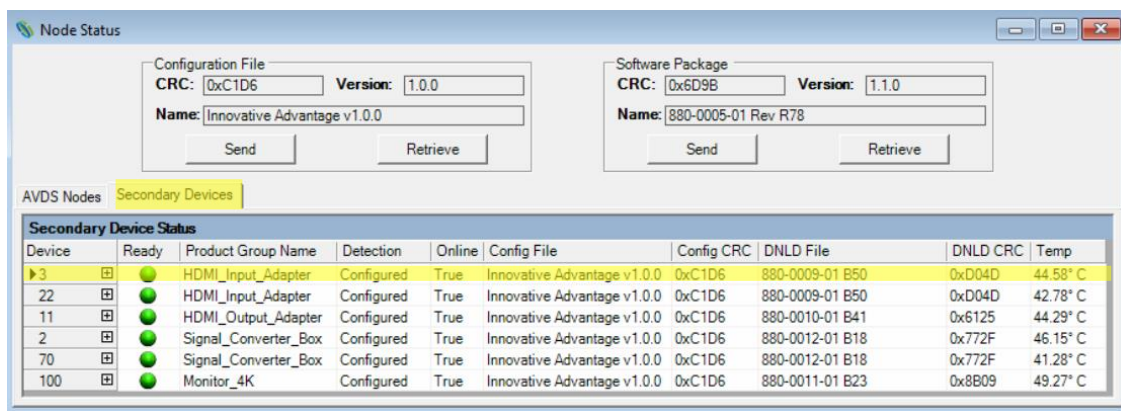 Node Status
Configuration File
CRC: 0xC1D6 Version: 1.0.0
Name: Innovative Advantage v1.0.0
Send Retrieve
Software Package
CRC: 0x6D9B Version: 1.1.0
Name: 880-0005-01 Rev R78
Send Retrieve
AVDS Nodes Secondary Devices
Secondary Device Status
Device Ready Product Group Name Detection Online Config File Config CRC DNLD File DNLD CRC Temp
3 HDMI_Input_Adapter Configured True Innovative Advantage v1.0.0 0xC1D6 880-0009-01 B50 0xD04D 44.58° C
22 HDMI_Input_Adapter Configured True Innovative Advantage v1.0.0 0xC1D6 880-0009-01 B50 0xD04D 42.78° C
11 HDMI_Output_Adapter Configured True Innovative Advantage v1.0.0 0xC1D6 880-0010-01 B41 0x6125 44.29° C
2 Signal_Converter_Box Configured True Innovative Advantage v1.0.0 0xC1D6 880-0012-01 B18 0x772F 46.15° C
70 Signal_Converter_Box Configured True Innovative Advantage v1.0.0 0xC1D6 880-0012-01 B18 0x772F 41.28° C
100 Monitor_4K Configured True Innovative Advantage v1.0.0 0xC1D6 880-0011-01 B23 0x8B09 49.27° C